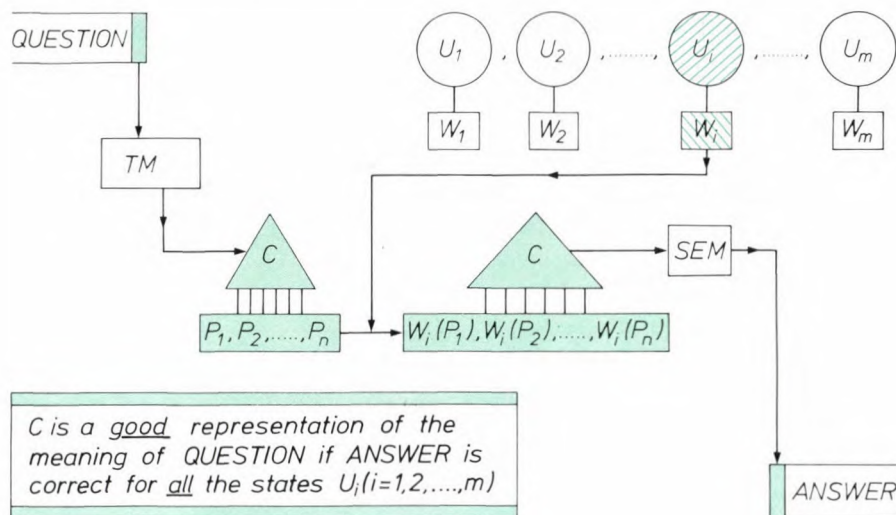 QUESTION
U1 , U2 , ......., Ui , ......, Um
W1 W2 Wi Wm
TM
C
C
SEM
P1, P2, ....., Pn
Wi(P1), Wi(P2), ....., Wi(Pn)
C is a good representation of the
meaning of QUESTION if ANSWER is
correct for all the states Ui(i=1,2,....,m)
ANSWER